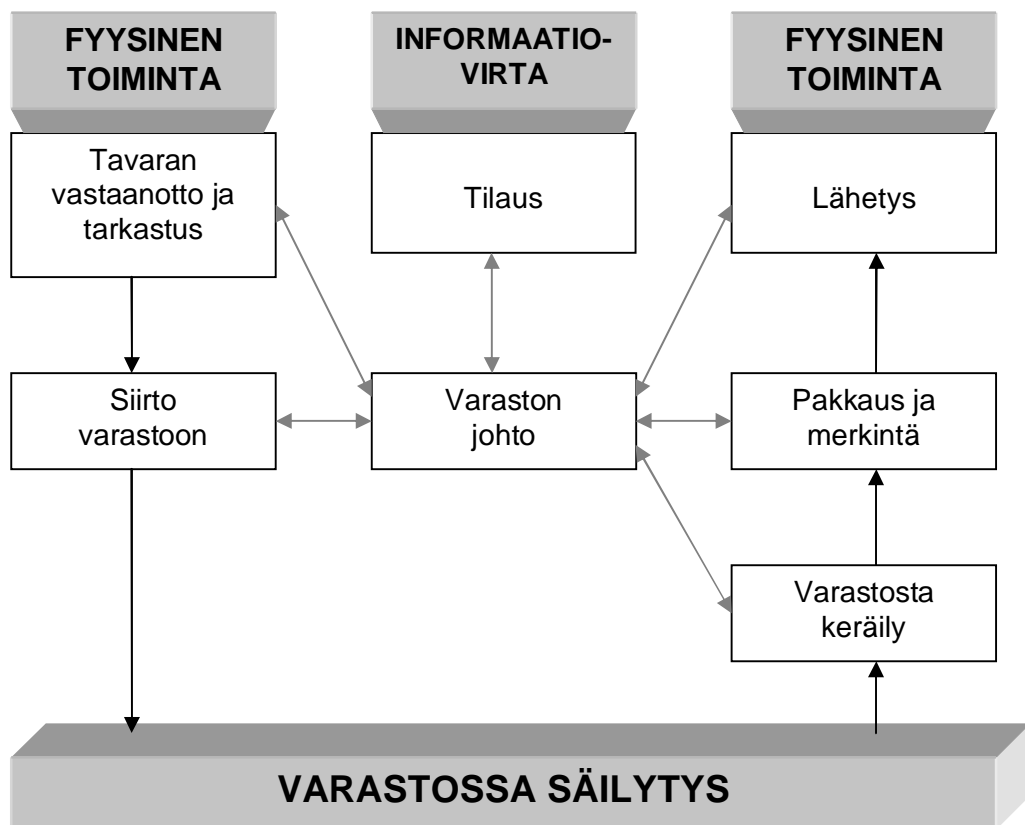 FYYSINEN
TOIMINTA
INFORMAATIO-
VIRTA
FYYSINEN
TOIMINTA
Tavaran
vastaanotto ja
tarkastus
Tilaus
Lähetys
Siirto
varastoon
Varaston
johto
Pakkaus ja
merkintä
Varastosta
keräily
VARASTOSSA SÄILYTYS